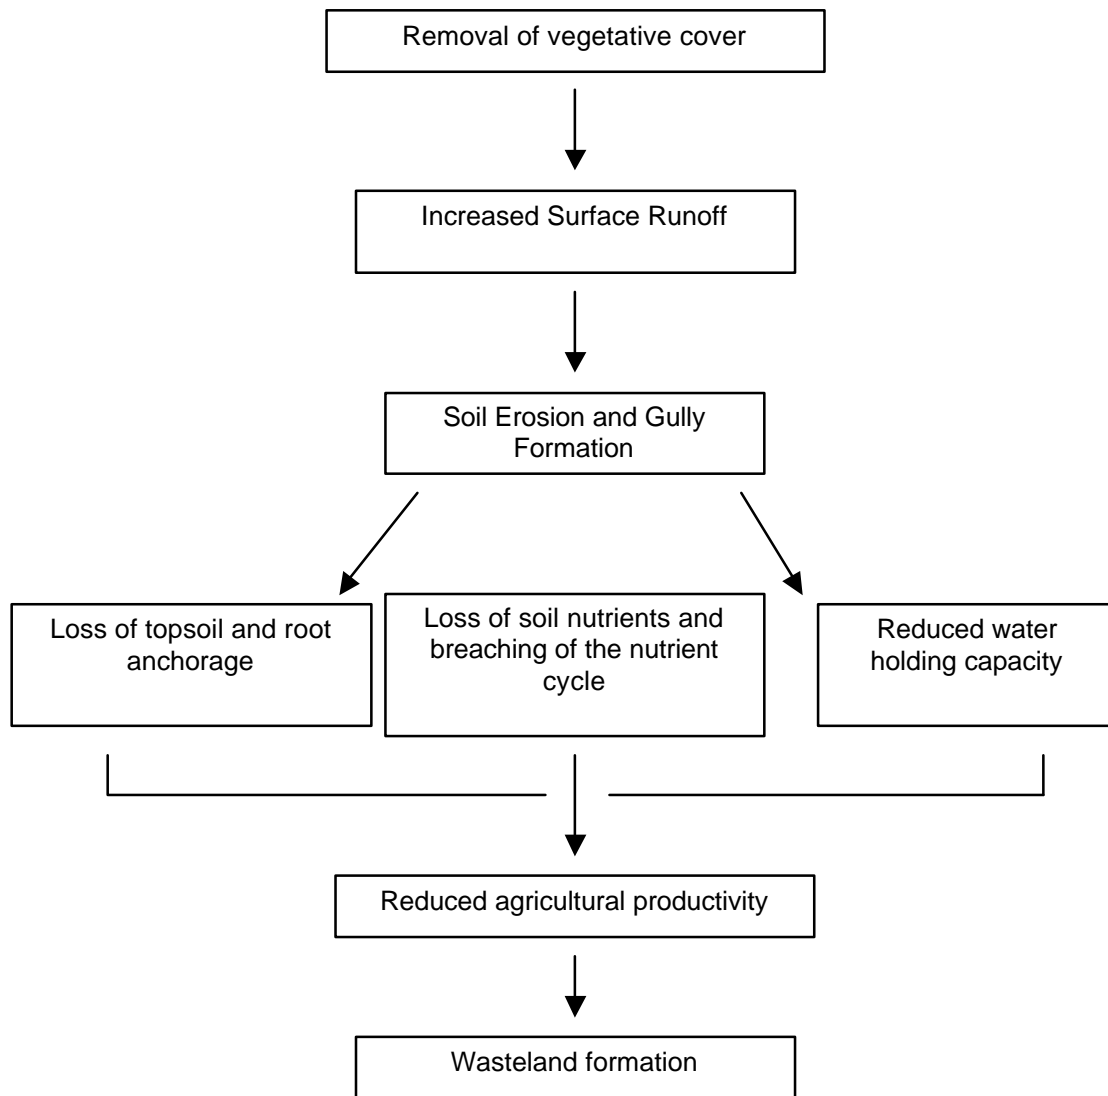 Removal of vegetative cover
Increased Surface Runoff
Soil Erosion and Gully
Formation
Loss of topsoil and root
anchorage
Loss of soil nutrients and
breaching of the nutrient
cycle
Reduced water
holding capacity
Reduced agricultural productivity
Wasteland formation